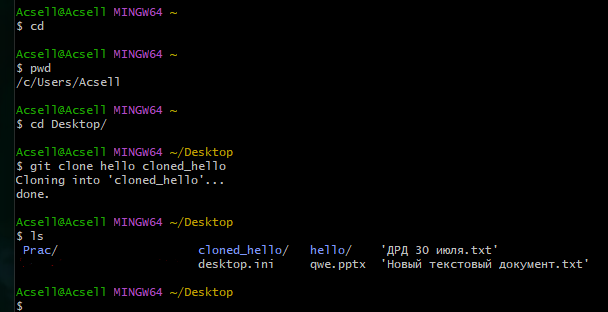 Acsell@Acsell MINGW64 ~
$ cd
Acsell@Acsell MINGW64 ~
$ pwd
/c/Users/Acsell
Acsell@Acsell MINGW64 ~
$ cd Desktop/
Acsell@Acsell MINGW64 ~/Desktop
$ git clone hello cloned_hello
Cloning into 'cloned_hello'...
done.
Acsell@Acsell MINGW64 ~/Desktop
$ ls
Prac/ cloned_hello/ hello/ 'ДРД 30 июля.txt'
desktop.ini qwe.pptx 'Новый текстовый документ.txt'
Acsell@Acsell MINGW64 ~/Desktop
$